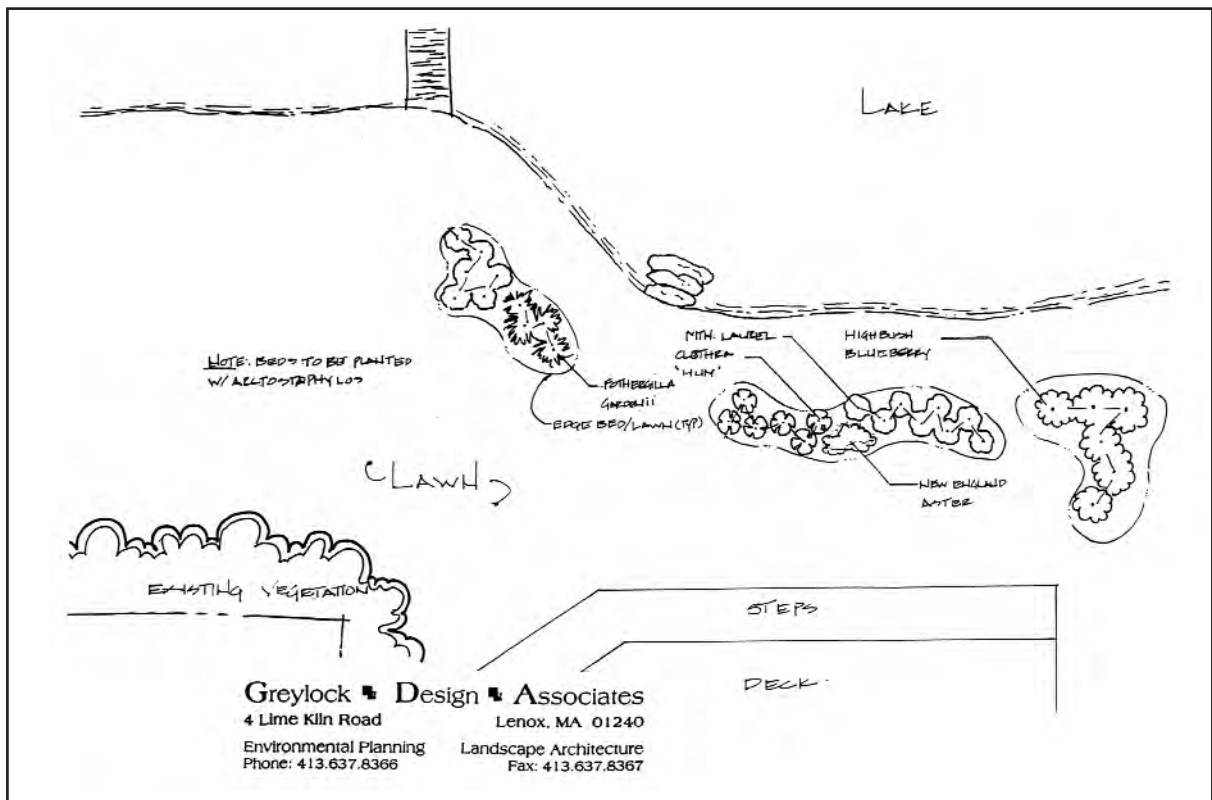 LAKE
MTN. LAUREL
CLETHRA
'HUM'
HIGHBUSH
BLUEBERRY
NOTE: BEDS TO BE PLANTED
W/ ARCTOSTAPHYLOS
FOTHERGILLA
GARDENII
EDGE BED/LAWN (TYP)
LAWN
NEW ENGLAND
ASTER
EXISTING VEGETATION
STEPS
DECK
Greylock Design Associates
4 Lime Kiln Road Lenox, MA 01240
Environmental Planning Landscape Architecture
Phone: 413.637.8366 Fax: 413.637.8367